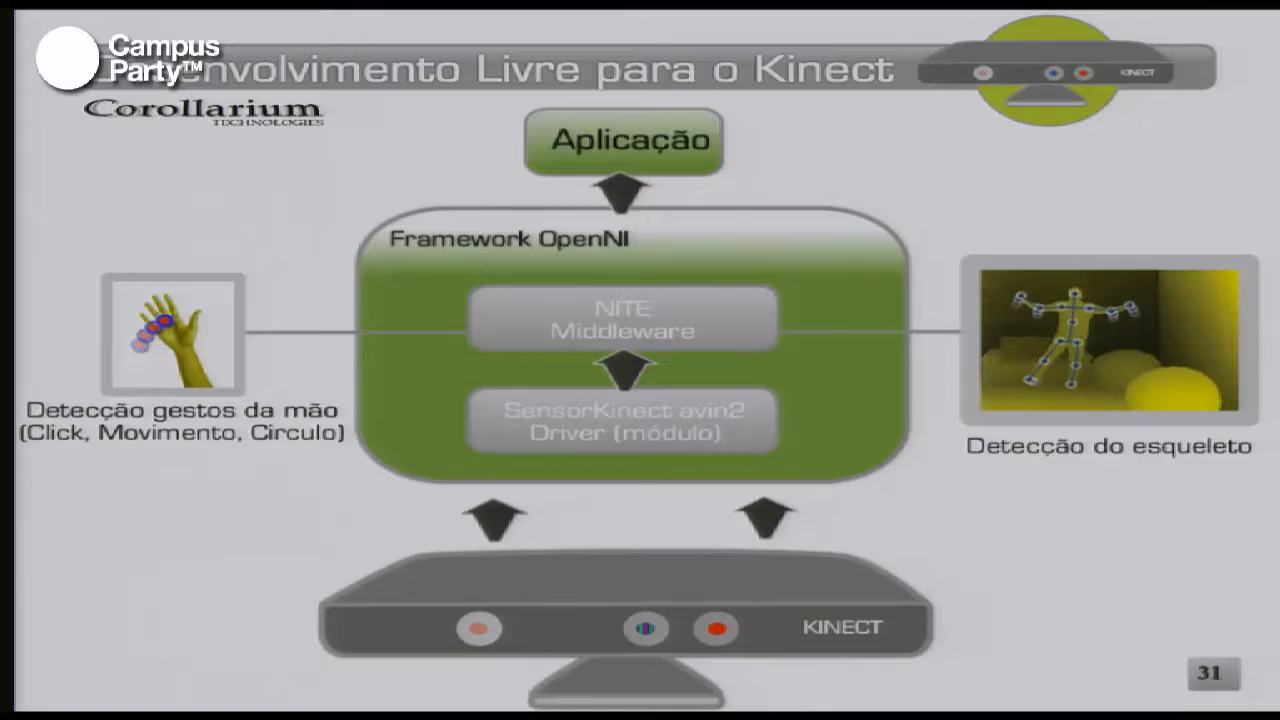 Campus
Party™
envolvimento Livre para o Kinect
KINECT
Corollarium
TECHNOLOGIES
Aplicação
Framework OpenNI
NITE
Middleware
SensorKinect avin2
Driver (módulo)
Detecção gestos da mão
(Click, Movimento, Circulo)
Detecção do esqueleto
KINECT
31